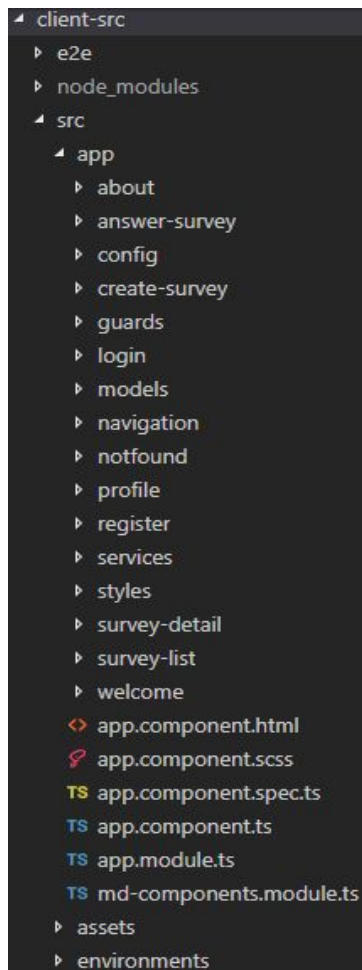 client-src
e2e
node_modules
src
app
about
answer-survey
config
create-survey
guards
login
models
navigation
notfound
profile
register
services
styles
survey-detail
survey-list
welcome
<> app.component.html
app.component.scss
TS app.component.spec.ts
TS app.component.ts
TS app.module.ts
TS md-components.module.ts
assets
environments